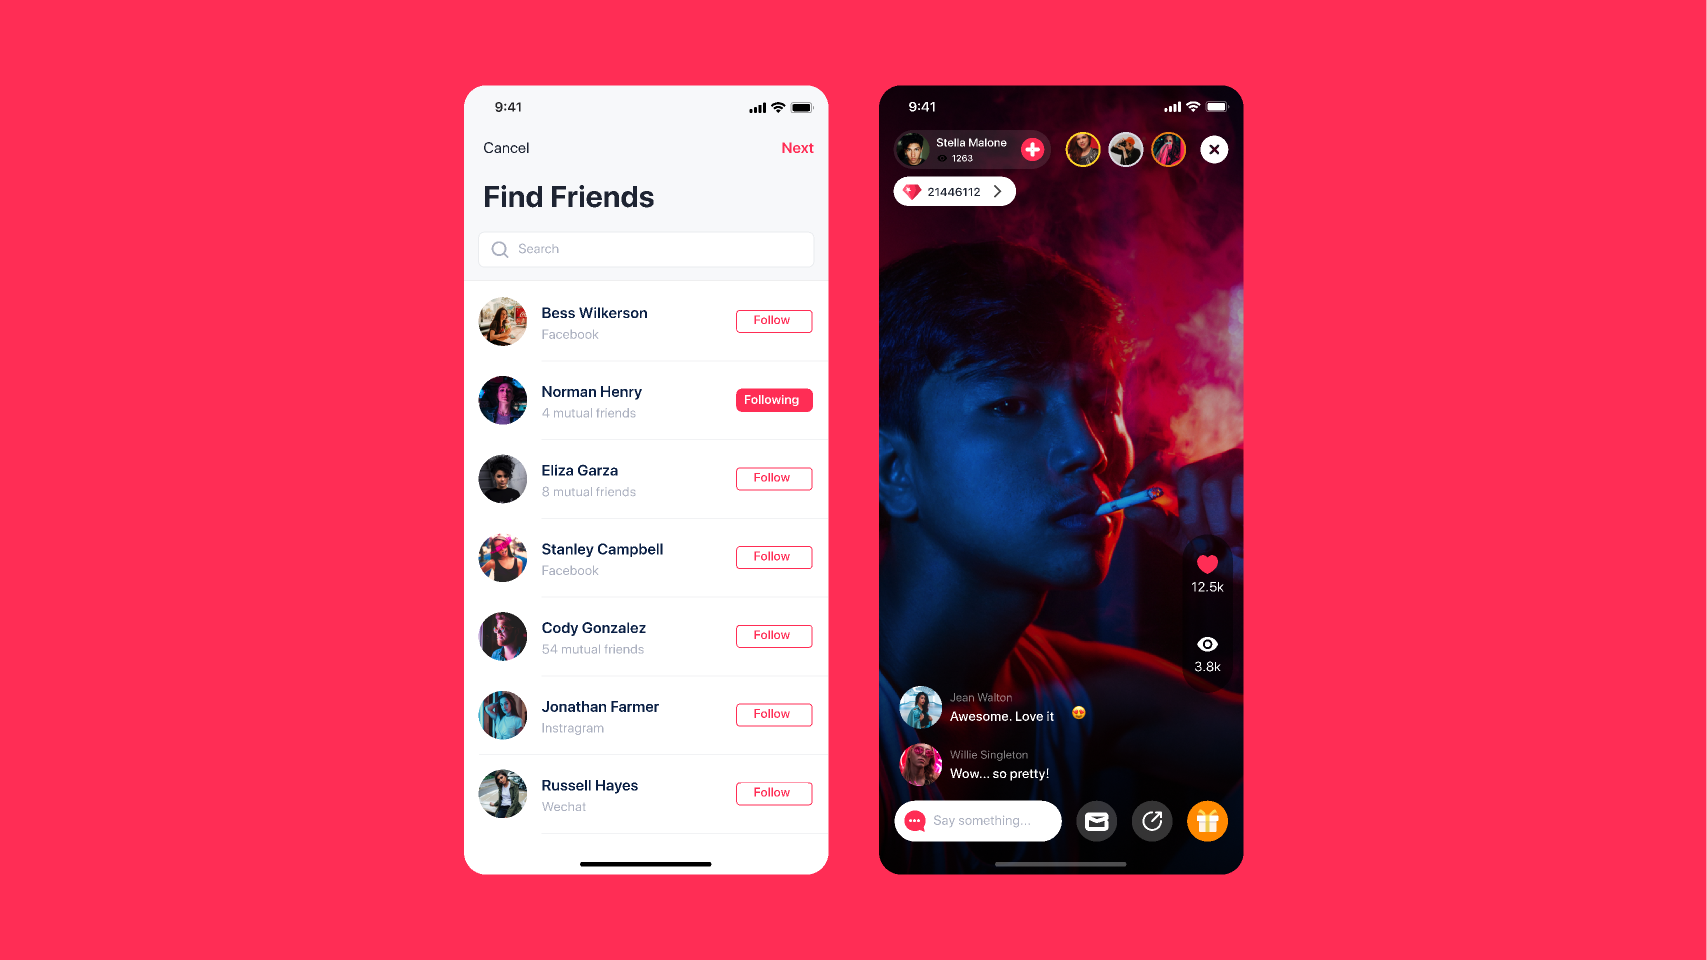 9:41
Cancel
Next
Find Friends
Search
Bess Wilkerson
Facebook
Follow
Norman Henry
4 mutual friends
Following
Eliza Garza
8 mutual friends
Follow
Stanley Campbell
Facebook
Follow
Cody Gonzalez
54 mutual friends
Follow
Jonathan Farmer
Instragram
Follow
Russell Hayes
Wechat
Follow
9:41
Stella Malone
1263
21446112
12.5k
3.8k
Jean Walton
Awesome. Love it 😍
Willie Singleton
Wow... so pretty!
Say something...